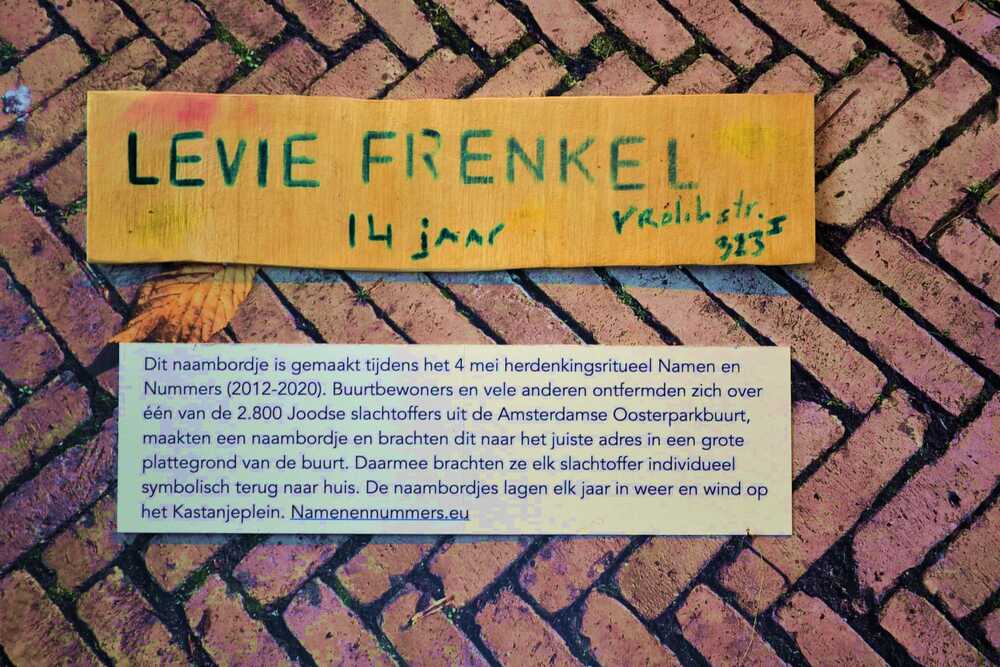 LEVIE FRENKEL
14 jaar
VRolikstr.
323 I
Dit naambordje is gemaakt tijdens het 4 mei herdenkingsritueel Namen en
Nummers (2012-2020). Buurtbewoners en vele anderen ontfermden zich over
één van de 2.800 Joodse slachtoffers uit de Amsterdamse Oosterparkbuurt,
maakten een naambordje en brachten dit naar het juiste adres in een grote
plattegrond van de buurt. Daarmee brachten ze elk slachtoffer individueel
symbolisch terug naar huis. De naambordjes lagen elk jaar in weer en wind op
het Kastanjeplein. Namenennummers.eu